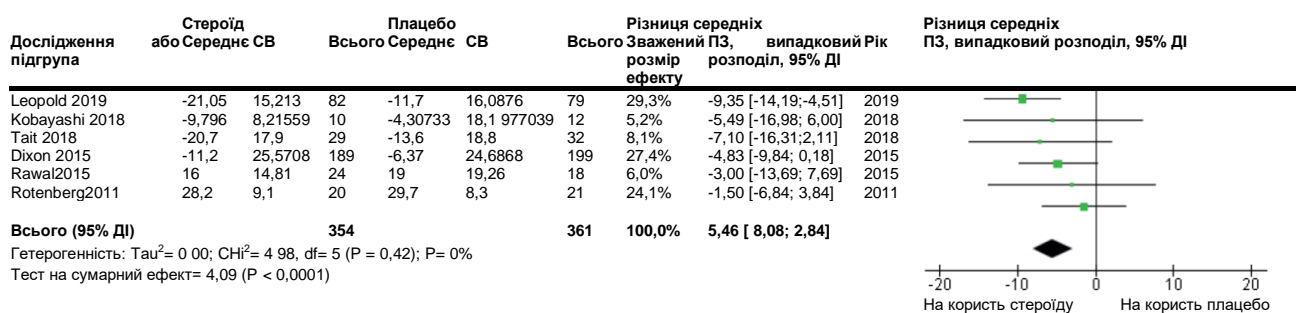 Стероїд Плацебо Різниця середніх Різниця середніх
Дослідження або Середнє СВ Всього Середнє СВ Всього Зважений ПЗ, випадковий Рік ПЗ, випадковий розподіл, 95% ДІ
підгрупа розмір розподіл, 95% ДІ
ефекту
Leopold 2019 -21,05 15,213 82 -11,7 16,0876 79 29,3% -9,35 [-14,19;-4,51] 2019
Kobayashi 2018 -9,796 8,21559 10 -4,30733 18,1 977039 12 5,2% -5,49 [-16,98; 6,00] 2018
Tait 2018 -20,7 17,9 29 -13,6 18,8 32 8,1% -7,10 [-16,31;2,11] 2018
Dixon 2015 -11,2 25,5708 189 -6,37 24,6868 199 27,4% -4,83 [-9,84; 0,18] 2015
Rawal2015 16 14,81 24 19 19,26 18 6,0% -3,00 [-13,69; 7,69] 2015
Rotenberg2011 28,2 9,1 20 29,7 8,3 21 24,1% -1,50 [-6,84; 3,84] 2011
Всього (95% ДІ) 354 361 100,0% 5,46 [ 8,08; 2,84]
Гетерогенність: Tau²= 0 00; CHi²= 4 98, df= 5 (P = 0,42); P= 0%
Тест на сумарний ефект= 4,09 (P < 0,0001)
-20 -10 0 10 20
На користь стероїду На користь плацебо